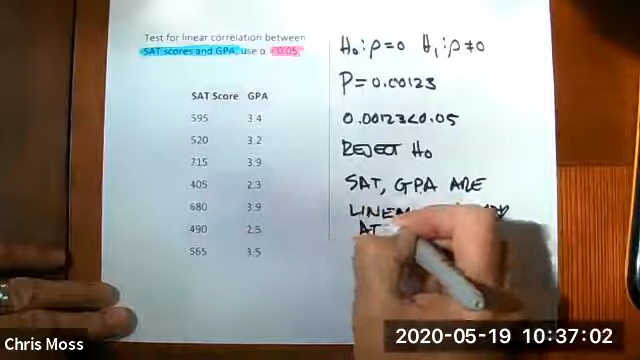 Test for linear correlation between
SAT scores and GPA, use α = 0.05.
SAT Score GPA
595 3.4
520 3.2
715 3.9
405 2.3
680 3.9
490 2.5
565 3.5
H₀: ρ=0 H₁: ρ≠0
P=0.00123
0.00123<0.05
REJECT H₀
SAT, GPA ARE
AT
Chris Moss
2020-05-19 10:37:02